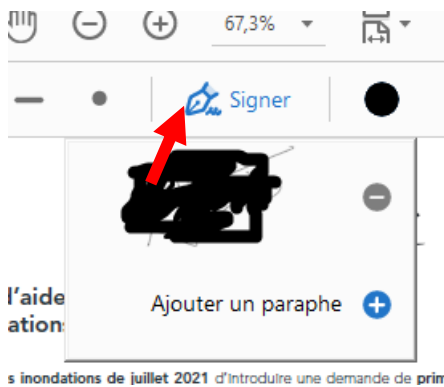 67,3%
Signer
Ajouter un paraphe
l’aide
ation
s inondations de juillet 2021 d’introduire une demande de prim